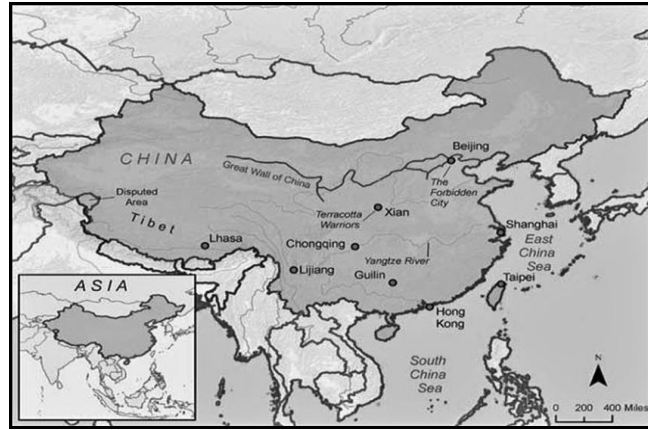 CHINA
Great Wall of China
Beijing
The
Forbidden
City
Disputed
Area
Tibet
Terracotta
Warriors
Xian
Lhasa
Chongqing
Yangtze River
Shanghai
East
China
Sea
Lijiang
Guilin
Taipei
Hong
Kong
ASIA
South
China
Sea
N
0 200 400 Miles